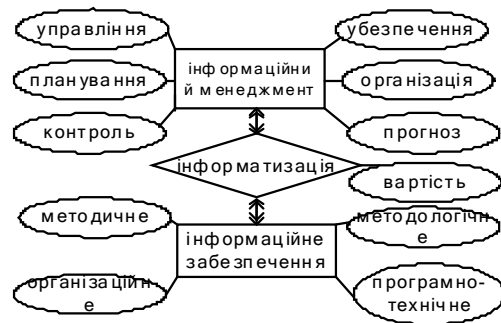 управління
убезпечення
інформаційни
й менеджмент
планування
організація
контроль
прогноз
інформатизація
вартість
методичне
методологічн
е
інформаційне
забезпечення
організаційн
е
програмно-
технічне